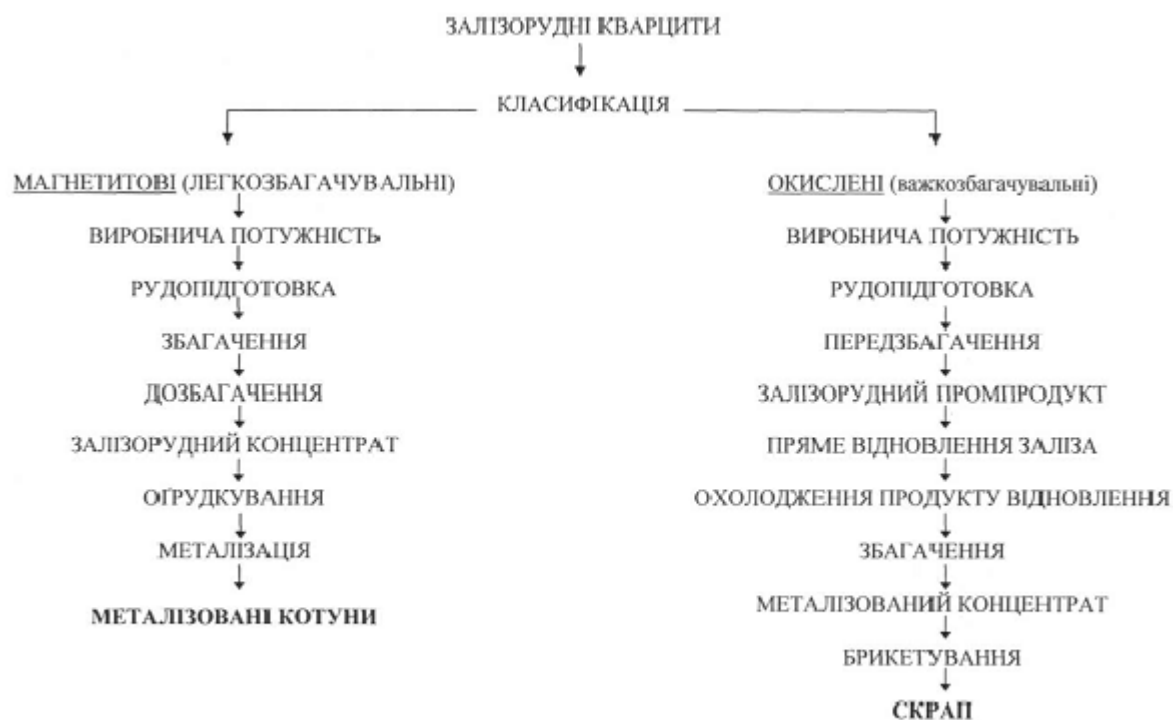 ЗАЛІЗОРУДНІ КВАРЦИТИ
КЛАСИФІКАЦІЯ
МАГНЕТИТОВІ (ЛЕГКОЗБАГАЧУВАЛЬНІ)
ВИРОБНИЧА ПОТУЖНІСТЬ
РУДОПІДГОТОВКА
ЗБАГАЧЕННЯ
ДОЗБАГАЧЕННЯ
ЗАЛІЗОРУДНИЙ КОНЦЕНТРАТ
ОГРУДКУВАННЯ
МЕТАЛІЗАЦІЯ
МЕТАЛІЗОВАНІ КОТУНИ
ОКИСЛЕНІ (важкозбагачувальні)
ВИРОБНИЧА ПОТУЖНІСТЬ
РУДОПІДГОТОВКА
ПЕРЕДЗБАГАЧЕННЯ
ЗАЛІЗОРУДНИЙ ПРОМПРОДУКТ
ПРЯМЕ ВІДНОВЛЕННЯ ЗАЛІЗА
ОХОЛОДЖЕННЯ ПРОДУКТУ ВІДНОВЛЕННЯ
ЗБАГАЧЕННЯ
МЕТАЛІЗОВАНИЙ КОНЦЕНТРАТ
БРИКЕТУВАННЯ
СКРАП